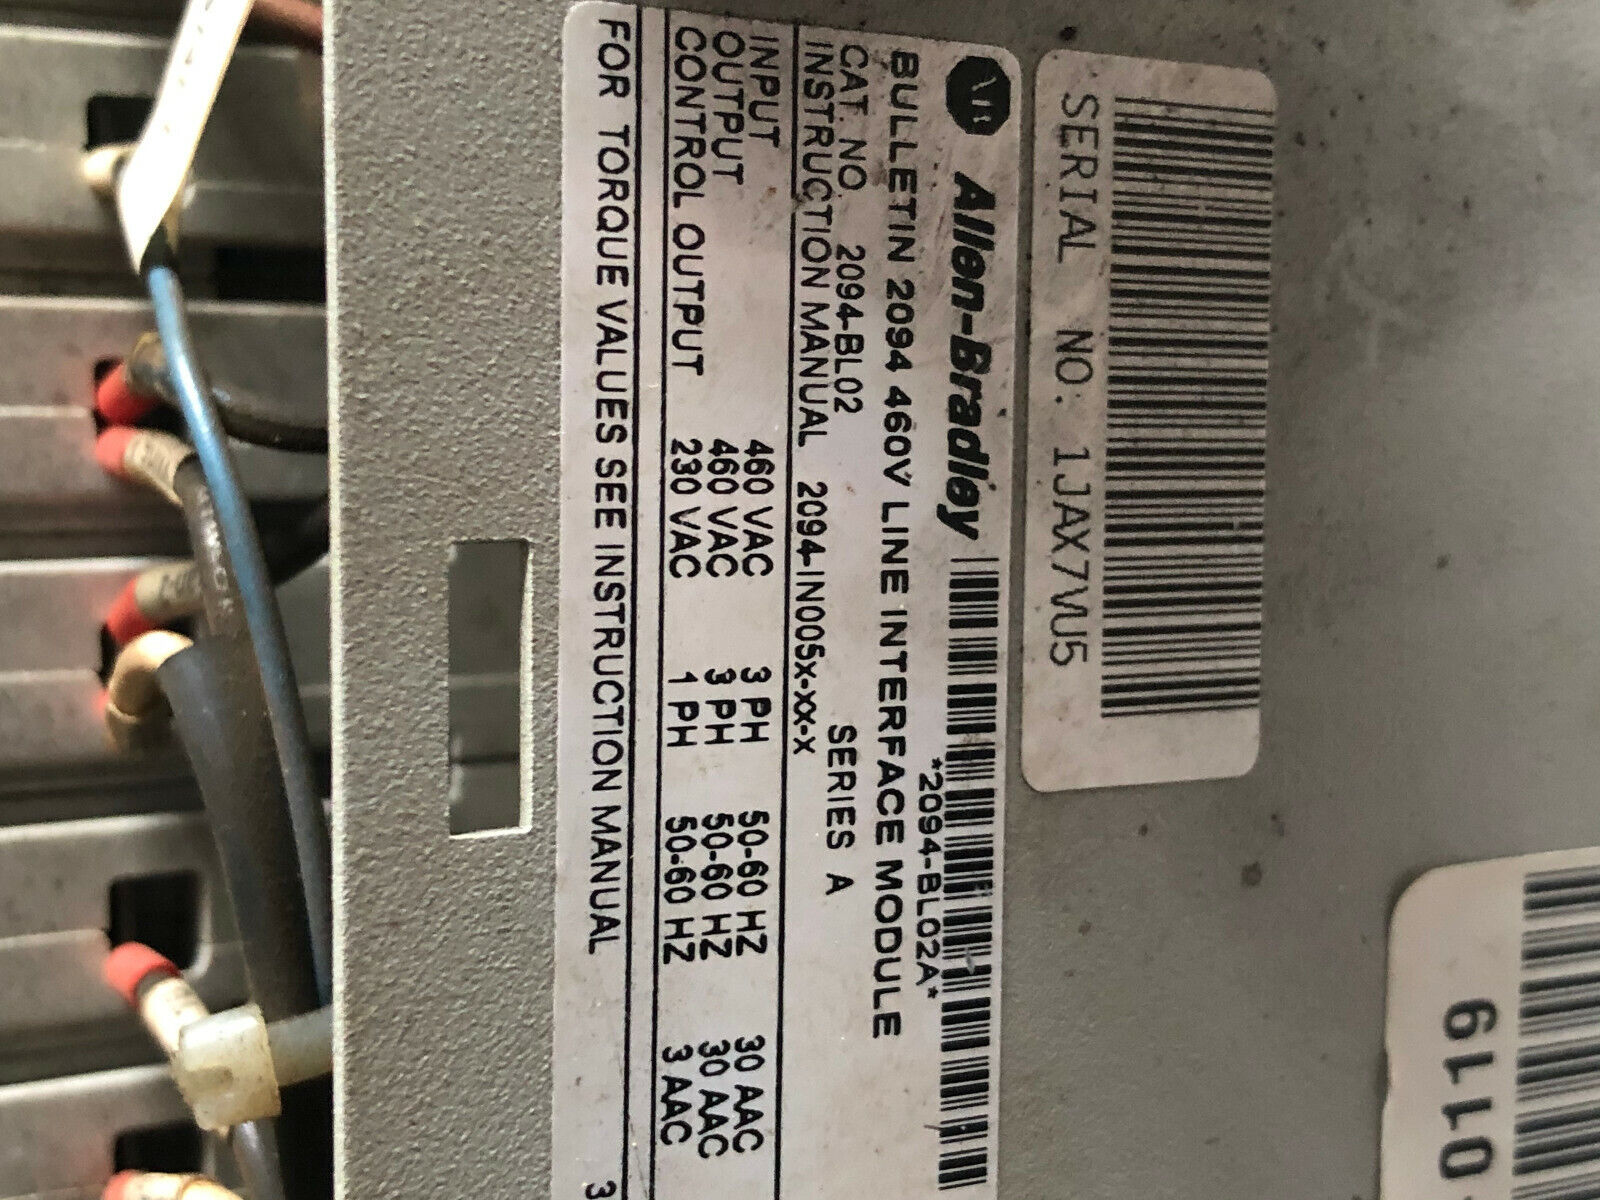 SERIAL NO: 1JAX7VU5
Allen-Bradley
*2094-BL02A*
BULLETIN 2094 460V LINE INTERFACE MODULE
CAT. NO. 2094-BL02 SERIES A
INSTRUCTION MANUAL 2094-IN005X-XX-X
INPUT 460 VAC 3 PH 50-60 HZ 30 AAC
OUTPUT 460 VAC 3 PH 50-60 HZ 30 AAC
CONTROL OUTPUT 230 VAC 1 PH 50-60 HZ 3 AAC
FOR TORQUE VALUES SEE INSTRUCTION MANUAL
3
0119